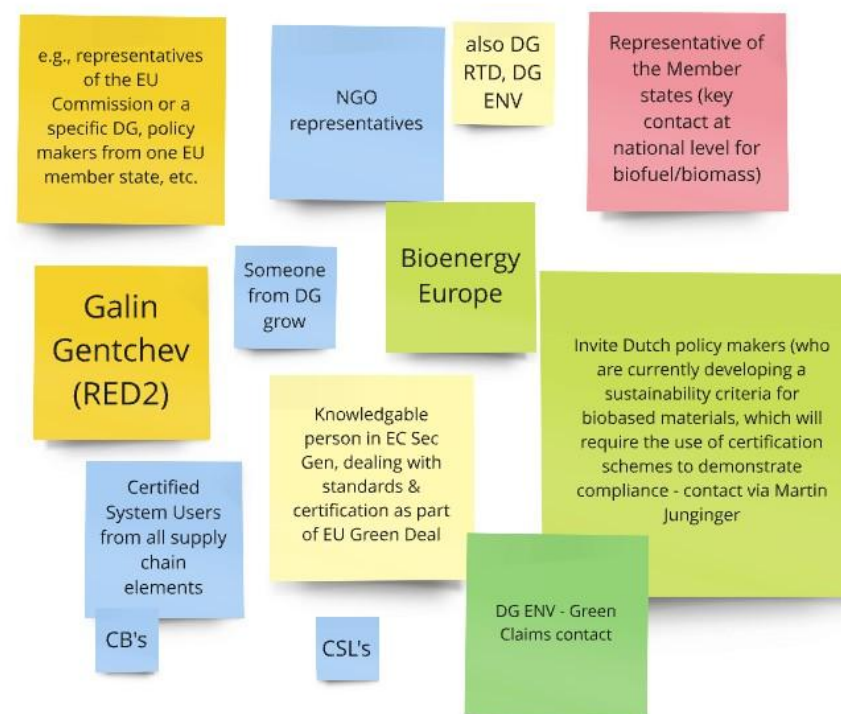 e.g., representatives
of the EU
Commission or a
specific DG, policy
makers from one EU
member state, etc.
NGO
representatives
also DG
RTD, DG
ENV
Representative of
the Member
states (key
contact at
national level for
biofuel/biomass)
Galin
Gentchev
(RED2)
Someone
from DG
grow
Bioenergy
Europe
Invite Dutch policy makers (who
are currently developing a
sustainability criteria for
biobased materials, which will
require the use of certification
schemes to demonstrate
compliance - contact via Martin
Junginger
Knowledgable
person in EC Sec
Gen, dealing with
standards &
certification as part
of EU Green Deal
Certified
System Users
from all supply
chain
elements
CB's
CSL's
DG ENV - Green
Claims contact